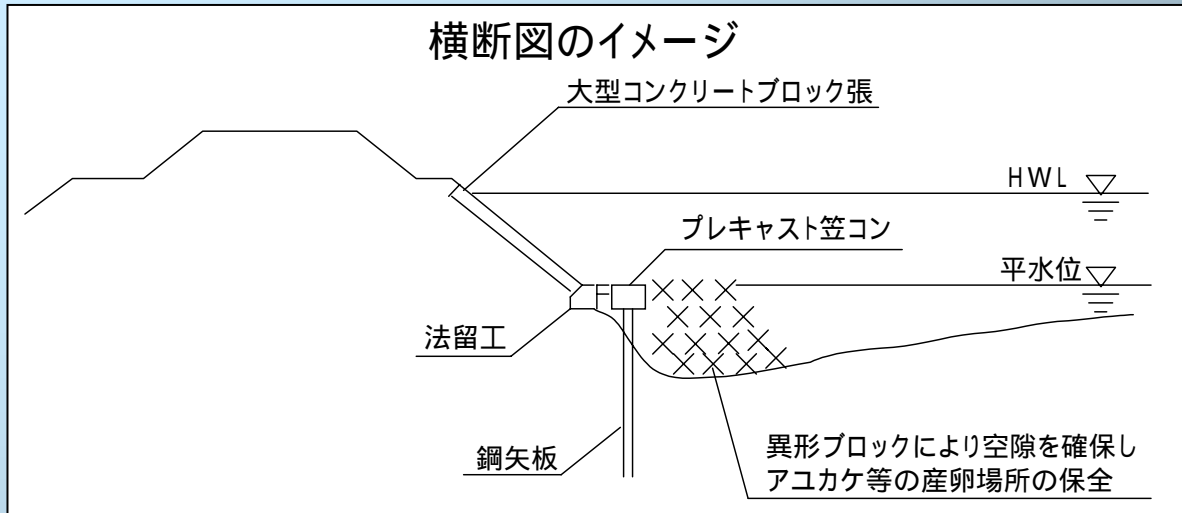 横断図のイメージ
大型コンクリートブロック張
HWL
プレキャスト笠コン
平水位
法留工
鋼矢板
異形ブロックにより空隙を確保し
アユカケ等の産卵場所の保全